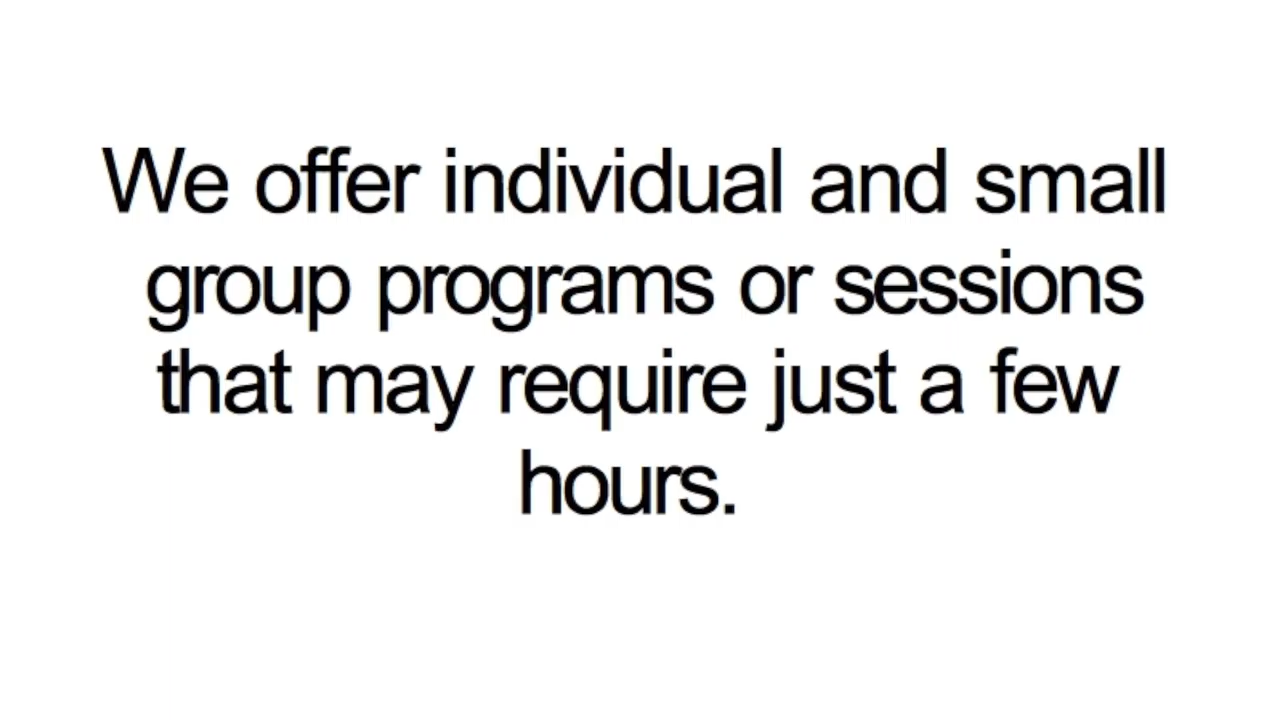 We offer individual and small
group programs or sessions
that may require just a few
hours.